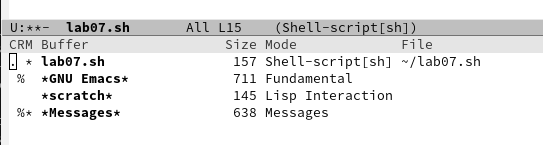 U:**-  lab07.sh      All L15    (Shell-script[sh])
CRM Buffer                Size Mode              File
. * lab07.sh               157 Shell-script[sh]  ~/lab07.sh
 %  *GNU Emacs*            711 Fundamental
    *scratch*              145 Lisp Interaction
 %* *Messages*             638 Messages